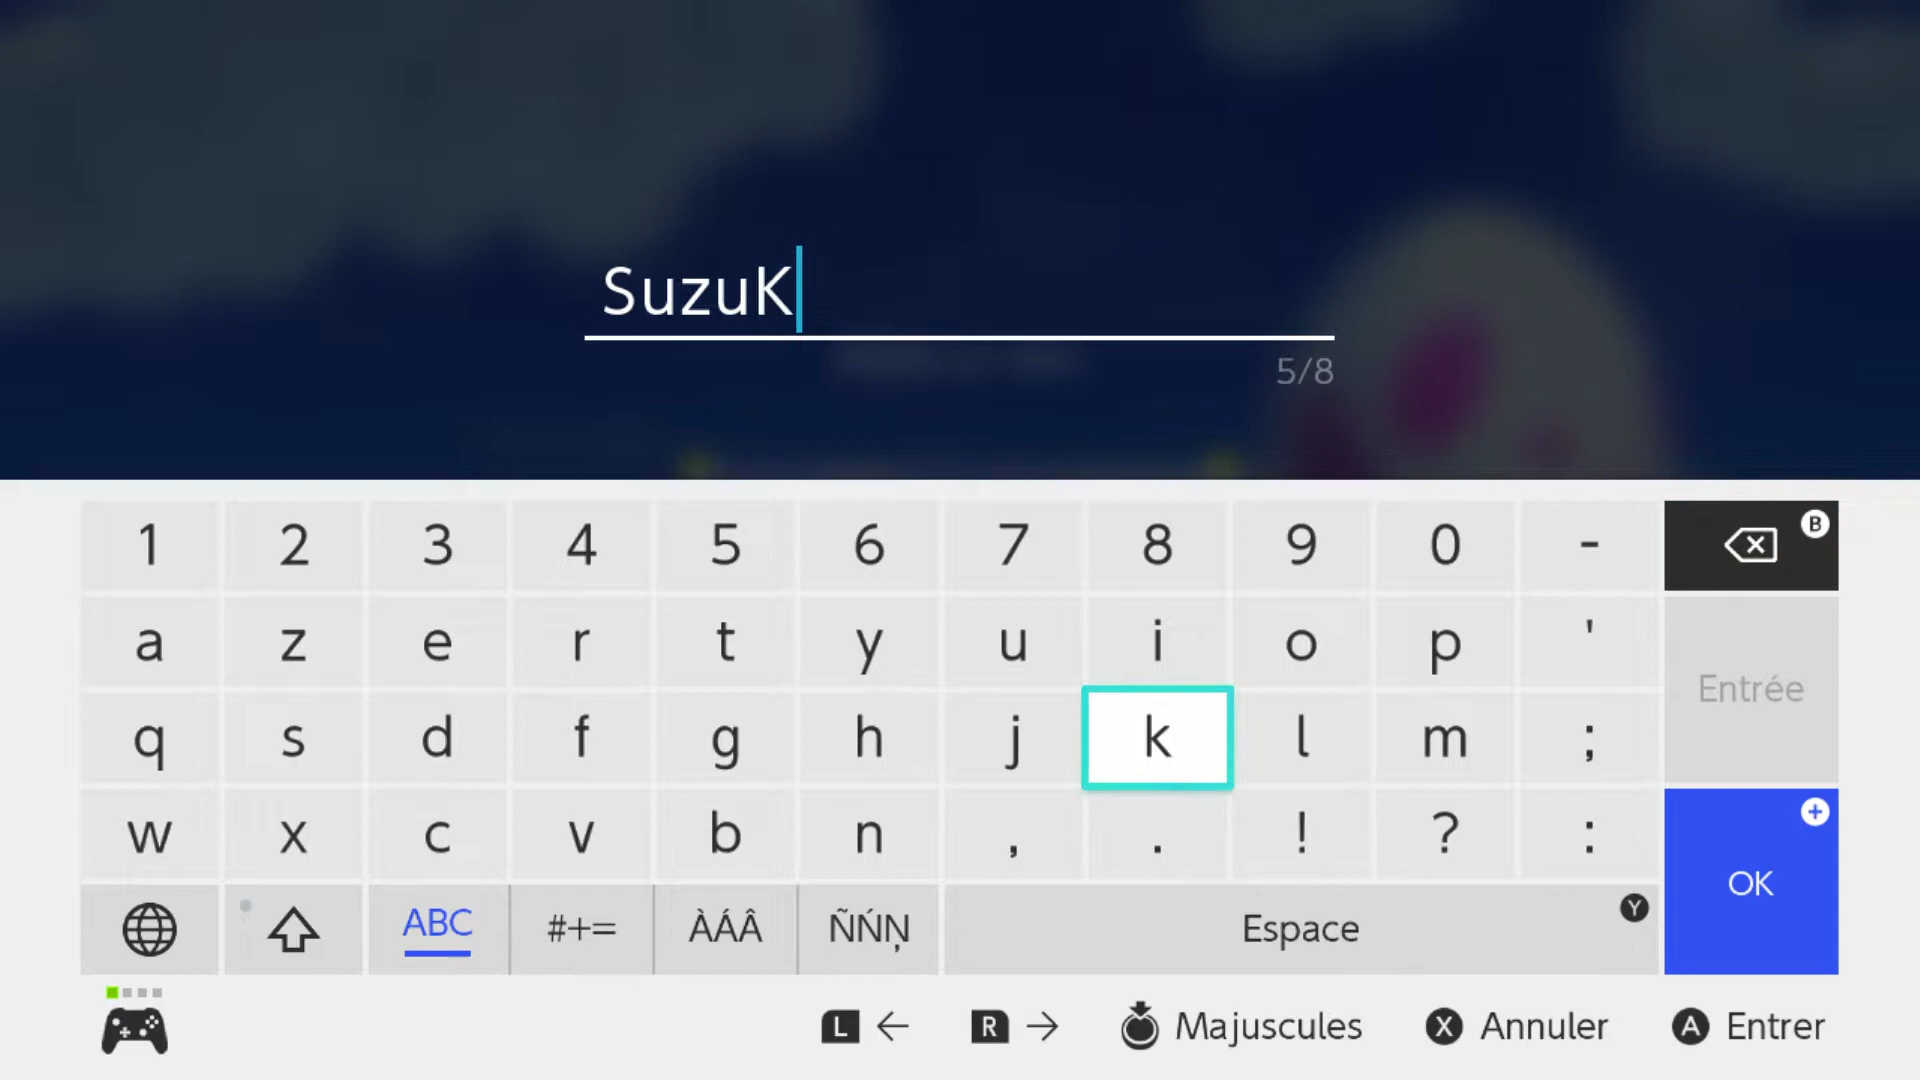 SuzuK
5/8
1 2 3 4 5 6 7 8 9 0 - B
a z e r t y u i o p '
Entrée
q s d f g h j k l m ;
w x c v b n , . ! ? :
OK
ABC #+= ÀÁÂ ÑŃŅ Espace Y
L ← R → Majuscules X Annuler A Entrer